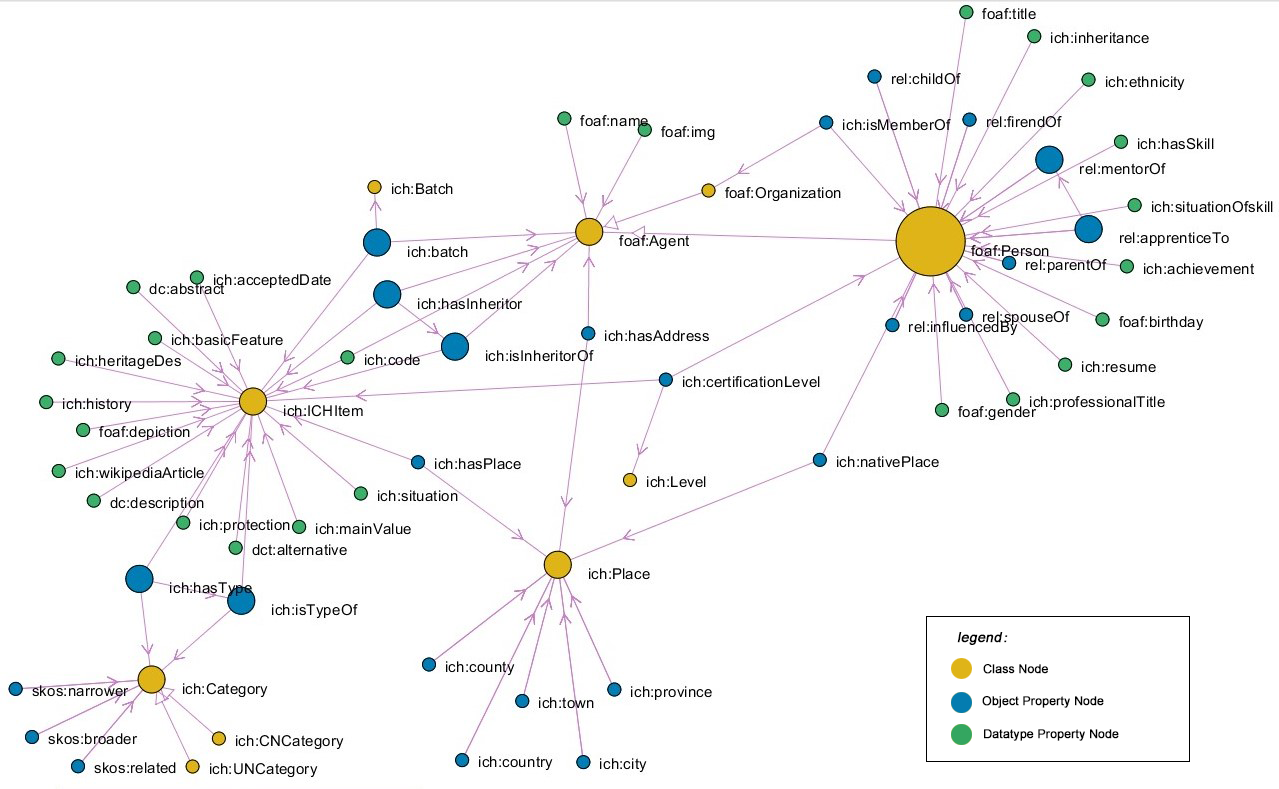 foaf:title
ich:inheritance
rel:childOf
ich:ethnicity
foaf:name
foaf:img
ich:isMemberOf
rel:firendOf
ich:hasSkill
rel:mentorOf
ich:Batch
foaf:Organization
ich:situationOfskill
foaf:Agent
rel:apprenticeTo
ich:batch
foaf:Person
rel:parentOf
ich:achievement
ich:acceptedDate
dc:abstract
ich:hasInheritor
rel:spouseOf
rel:influencedBy
foaf:birthday
ich:basicFeature
ich:hasAddress
ich:heritageDes
ich:code
ich:isInheritorOf
ich:resume
ich:certificationLevel
ich:history
ich:ICHItem
foaf:gender
ich:professionalTitle
foaf:depiction
ich:wikipediaArticle
ich:hasPlace
ich:nativePlace
ich:Level
dc:description
ich:situation
ich:protection
ich:mainValue
dct:alternative
ich:hasType
ich:Place
ich:isTypeOf
legend:
Class Node
Object Property Node
Datatype Property Node
ich:county
skos:narrower
ich:Category
ich:town
ich:province
skos:broader
ich:CNCategory
skos:related
ich:UNCategory
ich:country
ich:city